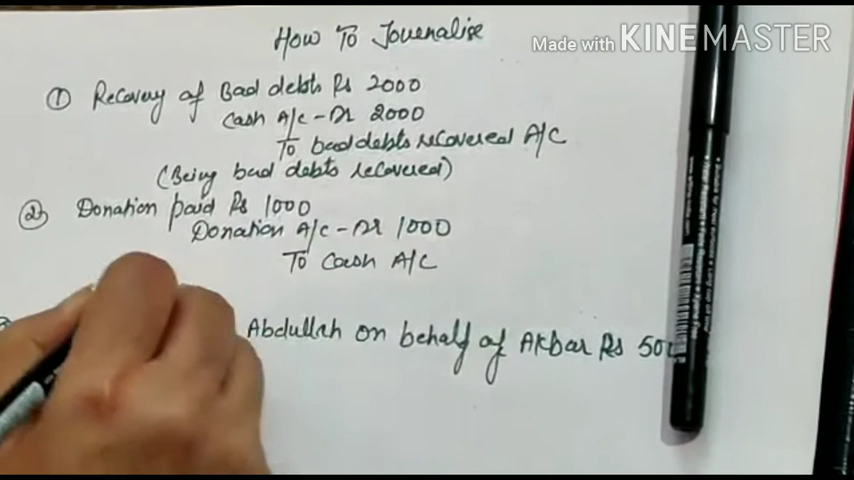 How To Journalise
Made with KINEMASTER
① Recovery of Bad debts Rs 2000
Cash A/c - Dr 2000
To bad debts recovered A/C
(Being bad debts recovered)
② Donation paid Rs 1000
Donation A/c - Dr 1000
To Cash A/C
Abdullah on behalf of Akbar Rs